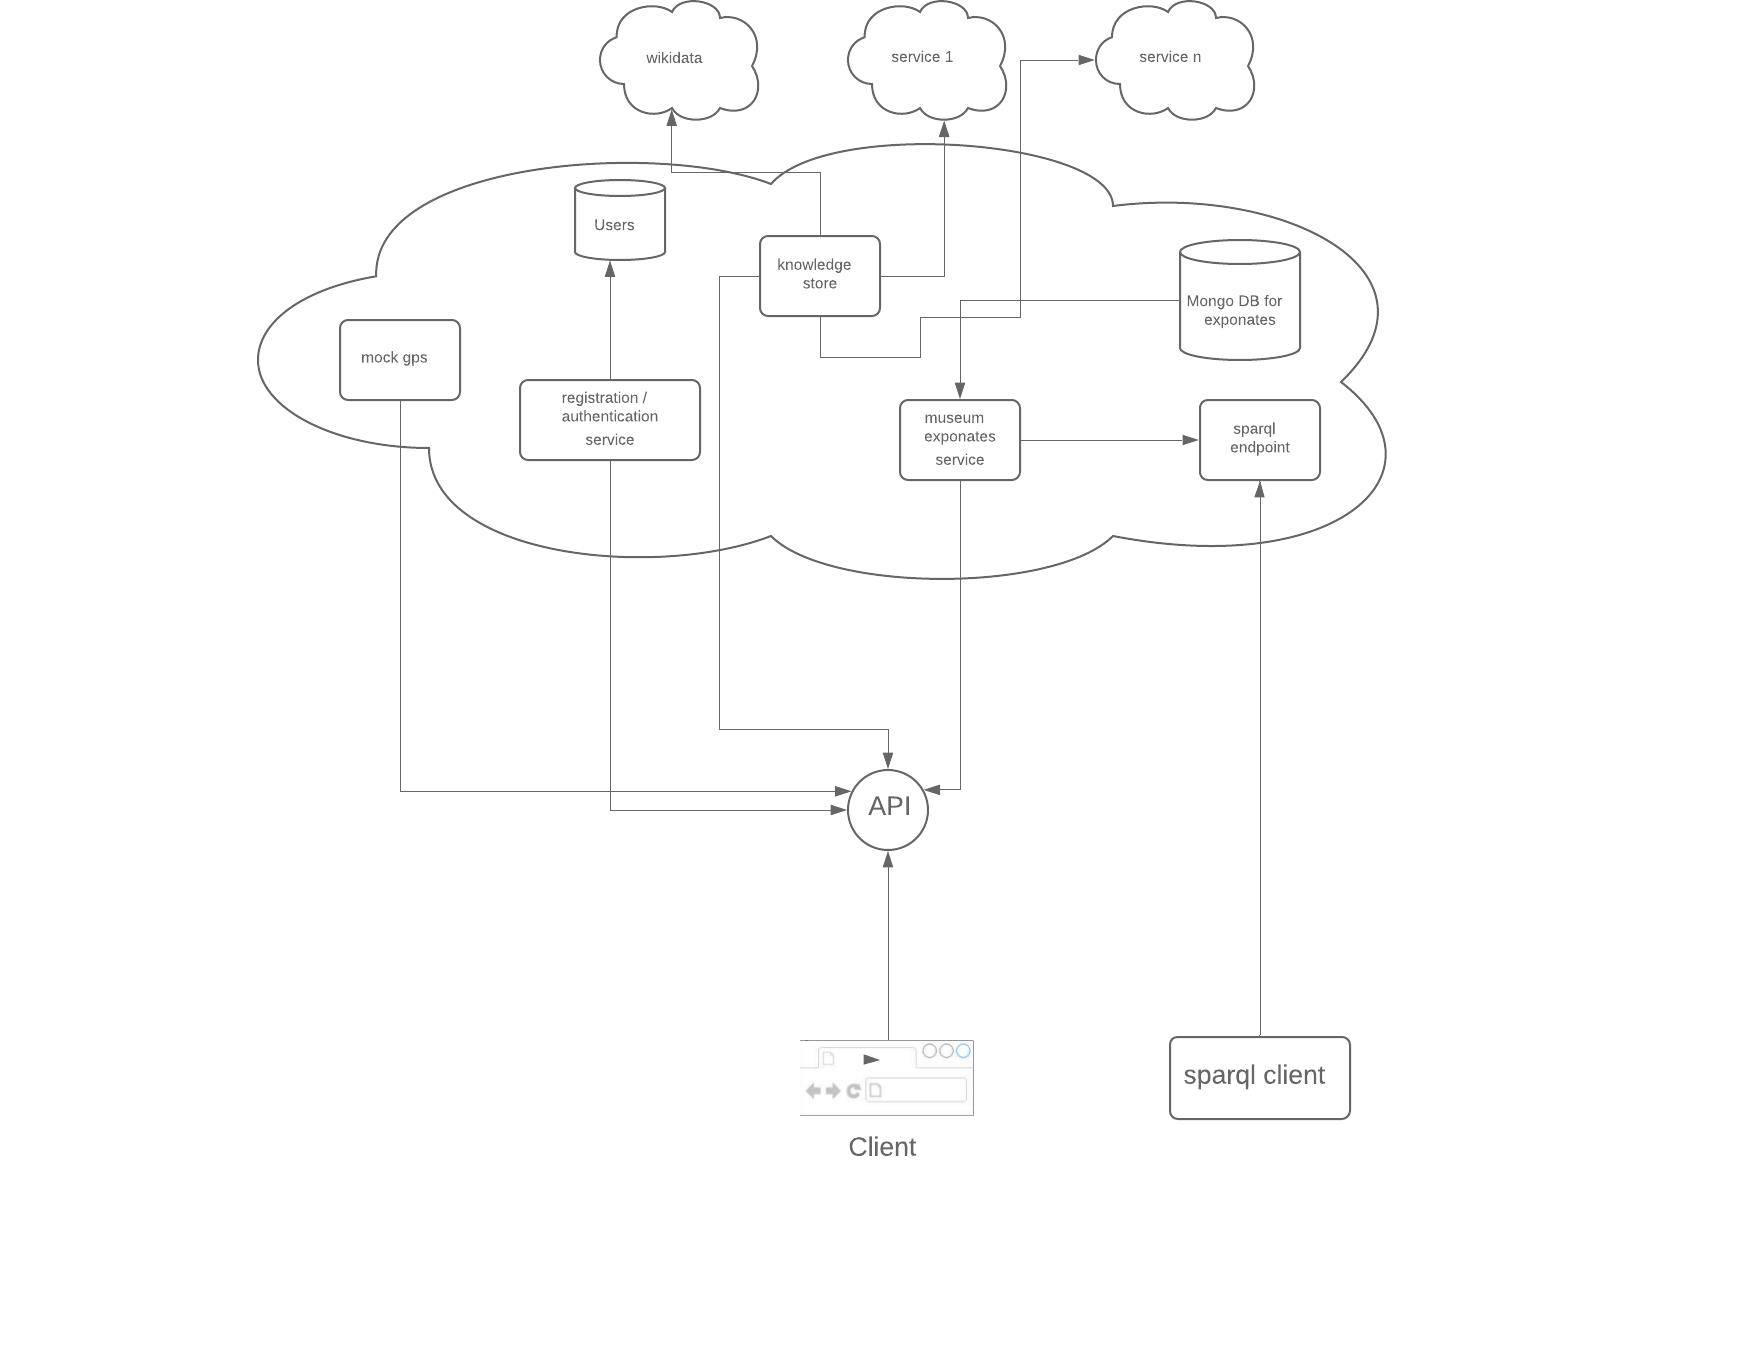 wikidata
service 1
service n
Users
knowledge
store
Mongo DB for
exponates
mock gps
registration /
authentication
service
museum
exponates
service
sparql
endpoint
API
sparql client
Client